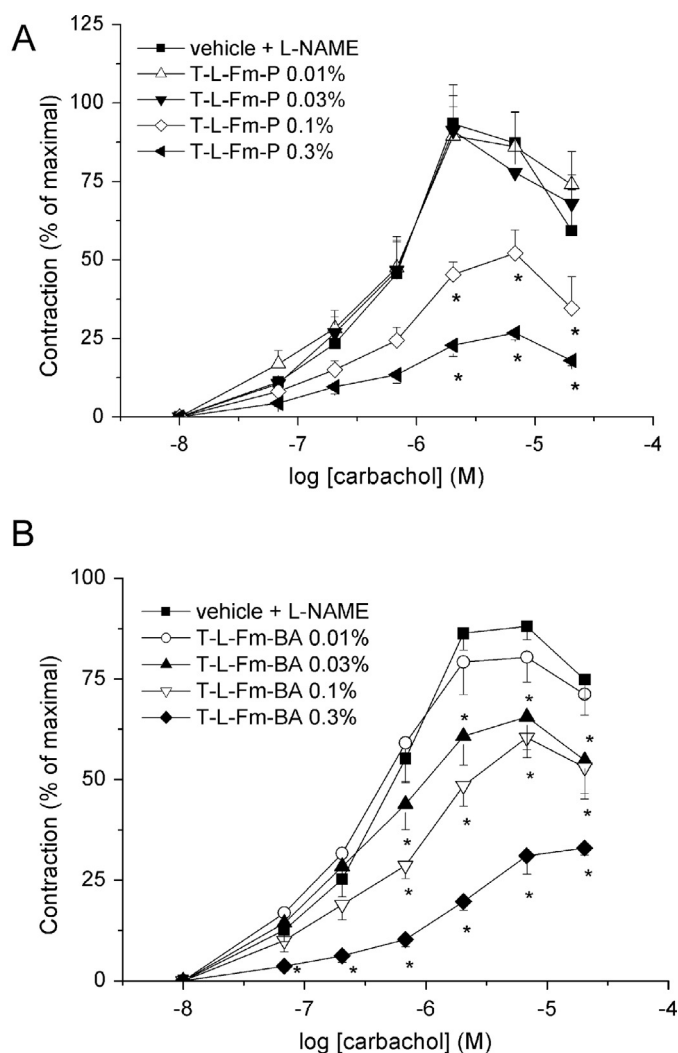 A
125
100
75
50
25
0
Contraction (% of maximal)
vehicle + L-NAME
T-L-Fm-P 0.01%
T-L-Fm-P 0.03%
T-L-Fm-P 0.1%
T-L-Fm-P 0.3%
* * *
* * *
-8 -7 -6 -5 -4
log [carbachol] (M)
B
100
75
50
25
0
Contraction (% of maximal)
vehicle + L-NAME
T-L-Fm-BA 0.01%
T-L-Fm-BA 0.03%
T-L-Fm-BA 0.1%
T-L-Fm-BA 0.3%
* * * *
* * * *
* * * * * *
-8 -7 -6 -5 -4
log [carbachol] (M)